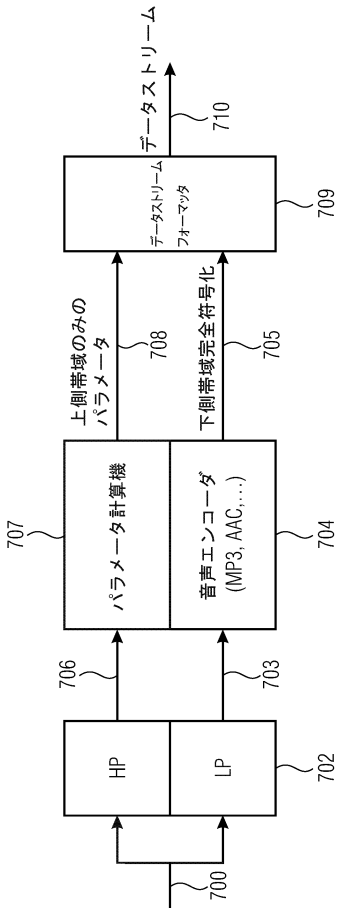 700
HP
LP
702
706
703
707
パラメータ計算機
音声エンコーダ
(MP3, AAC,...)
704
上側帯域のみの
パラメータ
708
下側帯域完全符号化
705
データストリーム
フォーマッタ
709
データストリーム
710